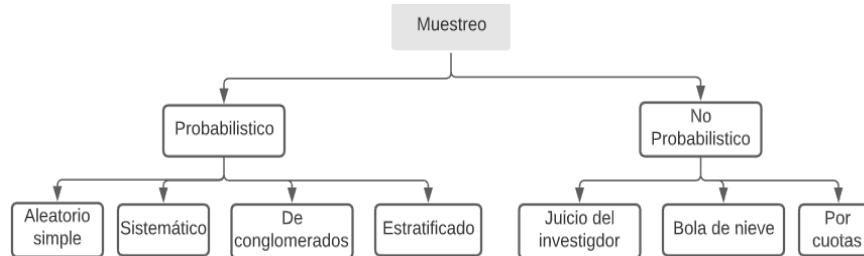 Muestreo
Probabilistico
No
Probabilistico
Aleatorio
simple
Sistemático
De
conglomerados
Estratificado
Juicio del
investigdor
Bola de nieve
Por
cuotas